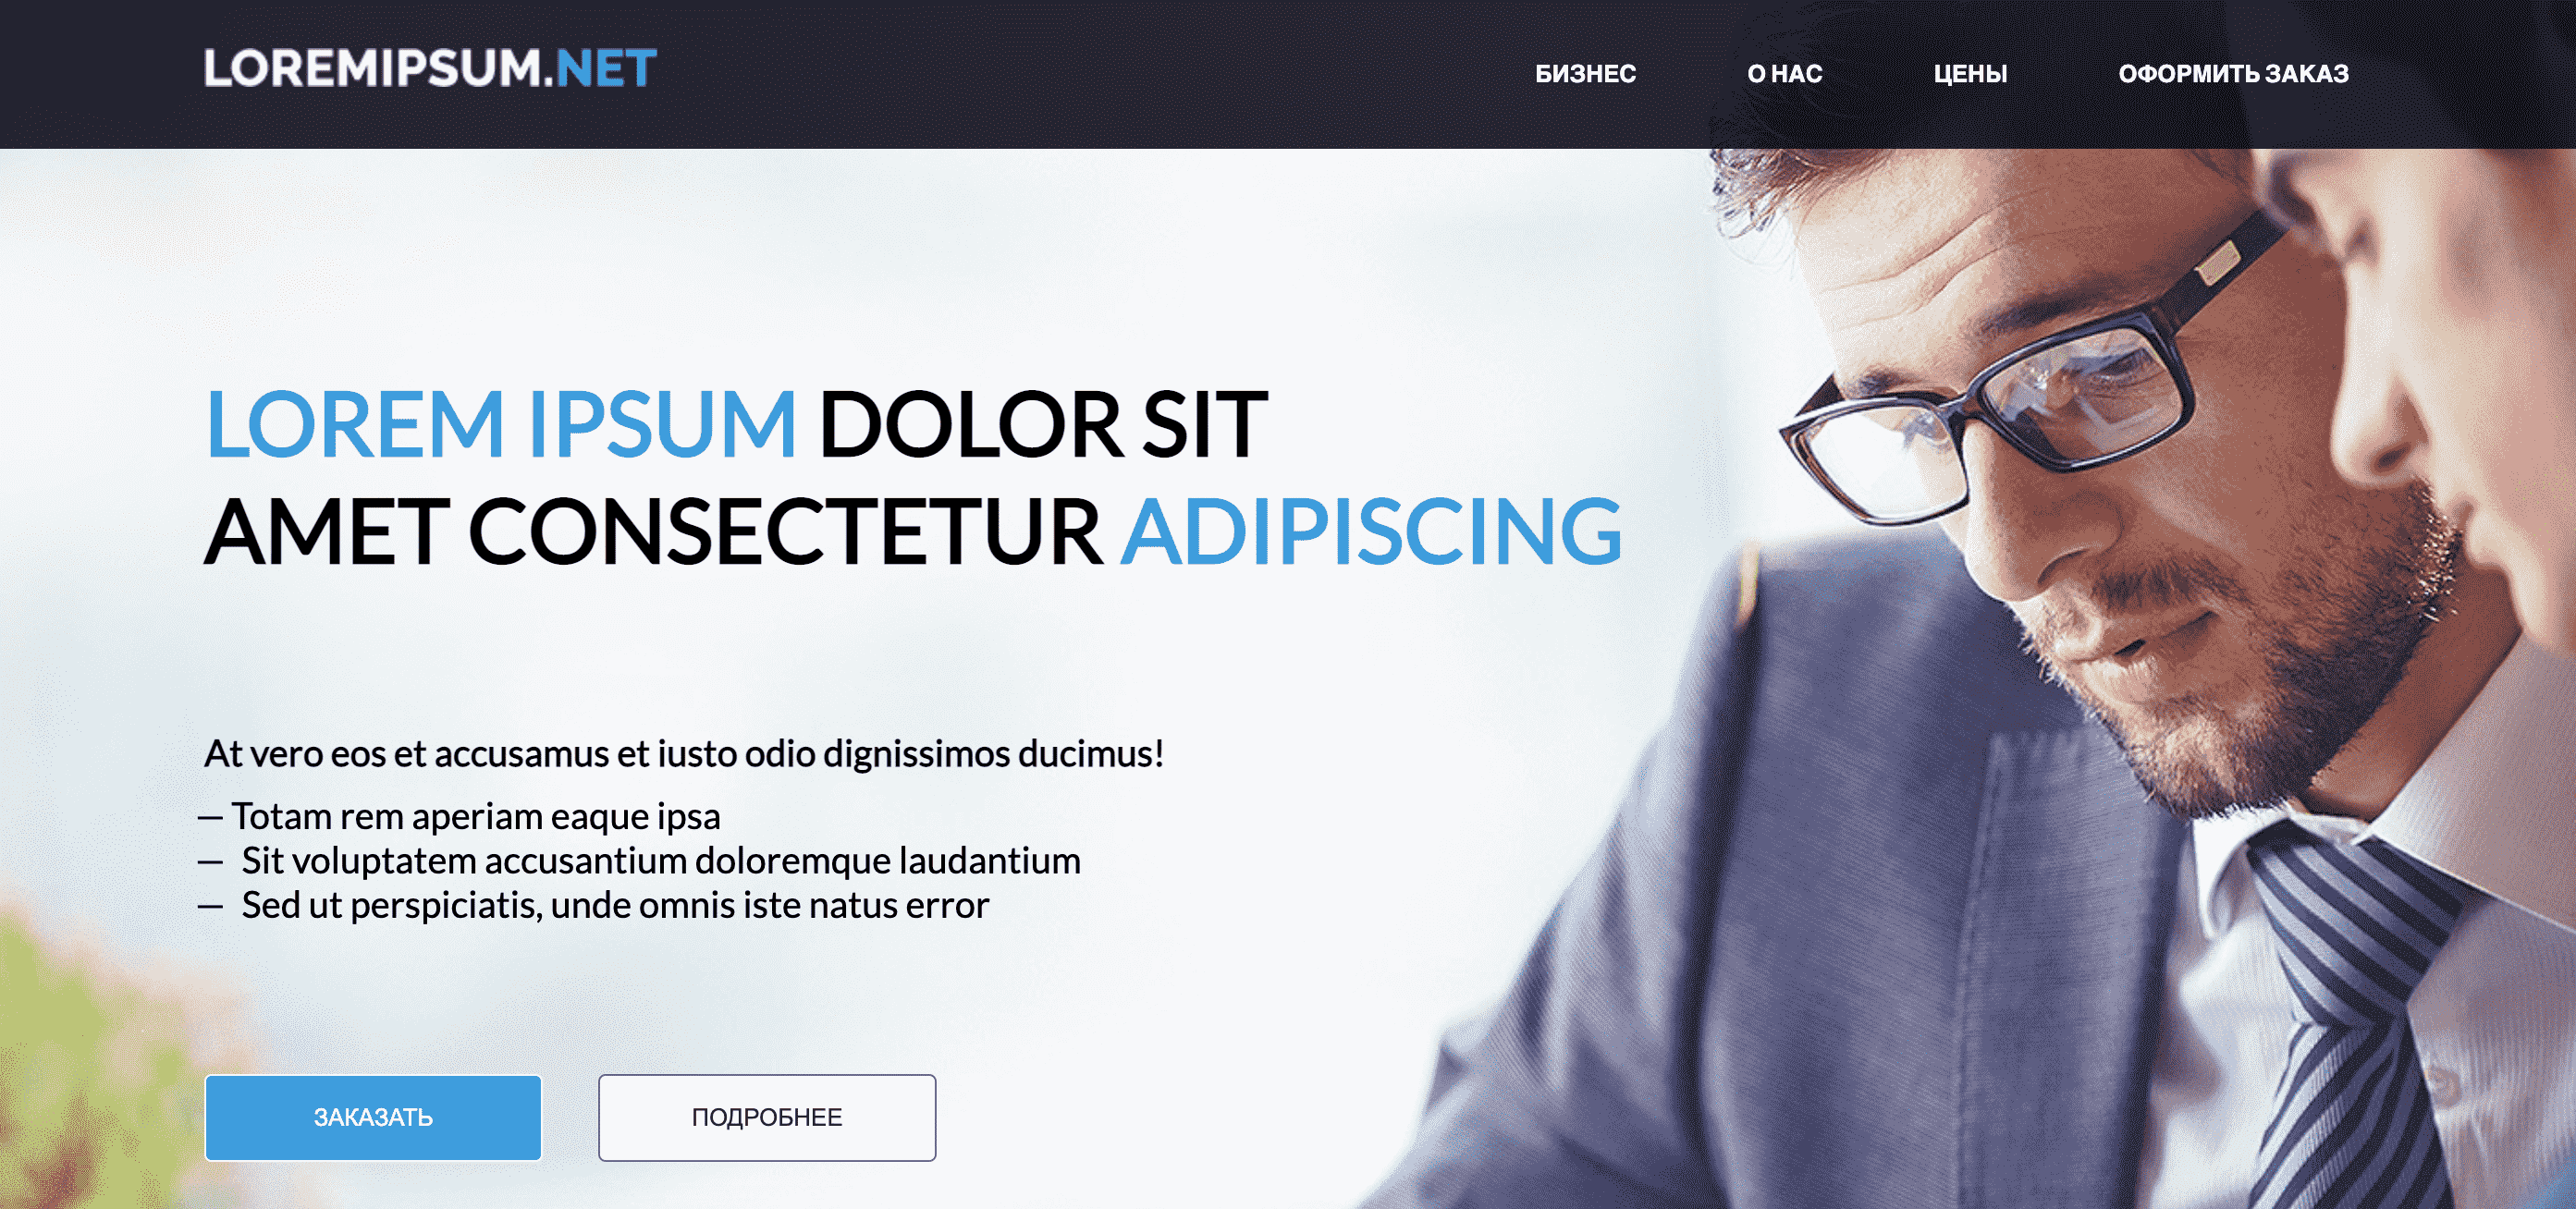 LOREMIPSUM.NET
БИЗНЕС О НАС ЦЕНЫ ОФОРМИТЬ ЗАКАЗ
LOREM IPSUM DOLOR SIT
AMET CONSECTETUR ADIPISCING
At vero eos et accusamus et iusto odio dignissimos ducimus!
— Totam rem aperiam eaque ipsa
— Sit voluptatem accusantium doloremque laudantium
— Sed ut perspiciatis, unde omnis iste natus error
ЗАКАЗАТЬ ПОДРОБНЕЕ